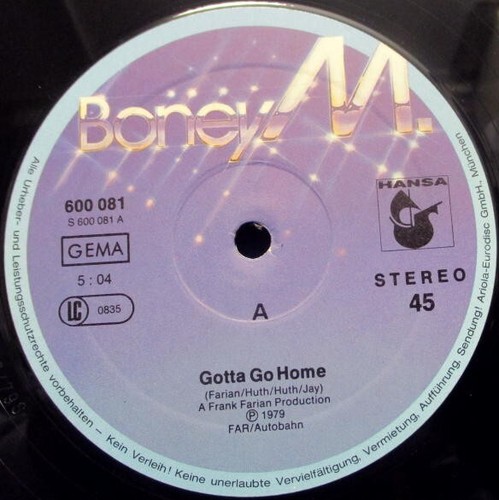 Boney M.
600 081
S 600 081 A
GEMA
5 : 04
LC 0835
HANSA
STEREO
45
A
Gotta Go Home
(Farian/Huth/Huth/Jay)
A Frank Farian Production
℗ 1979
FAR/Autobahn
Alle Urheber- und Leistungsschutzrechte vorbehalten – Kein Verleih! Keine unerlaubte Vervielfältigung, Vermietung, Aufführung, Sendung! Ariola-Eurodisc GmbH, München